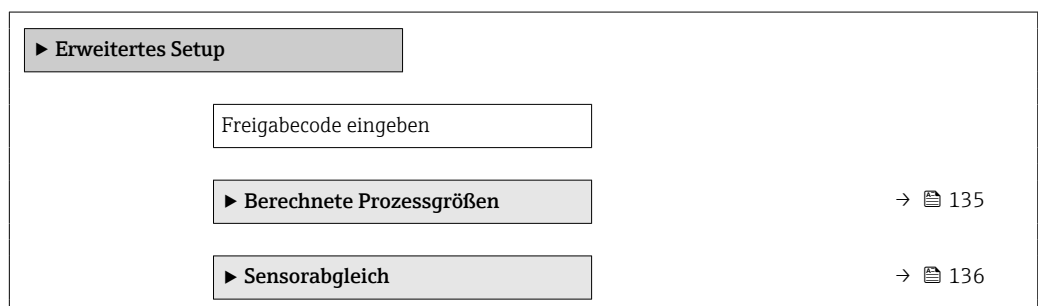 ▶ Erweitertes Setup
Freigabecode eingeben
▶ Berechnete Prozessgrößen → 135
▶ Sensorabgleich → 136